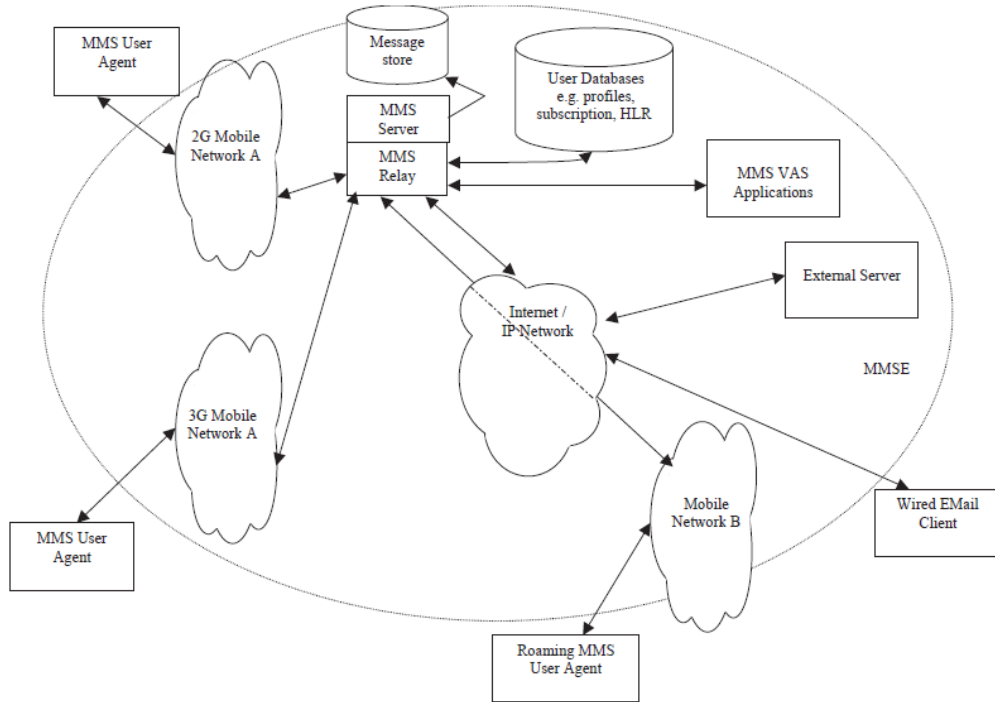 MMS User
Agent
Message
store
User Databases
e.g. profiles,
subscription, HLR
MMS
Server
2G Mobile
Network A
MMS
Relay
MMS VAS
Applications
External Server
Internet /
IP Network
MMSE
3G Mobile
Network A
Mobile
Network B
Wired EMail
Client
MMS User
Agent
Roaming MMS
User Agent